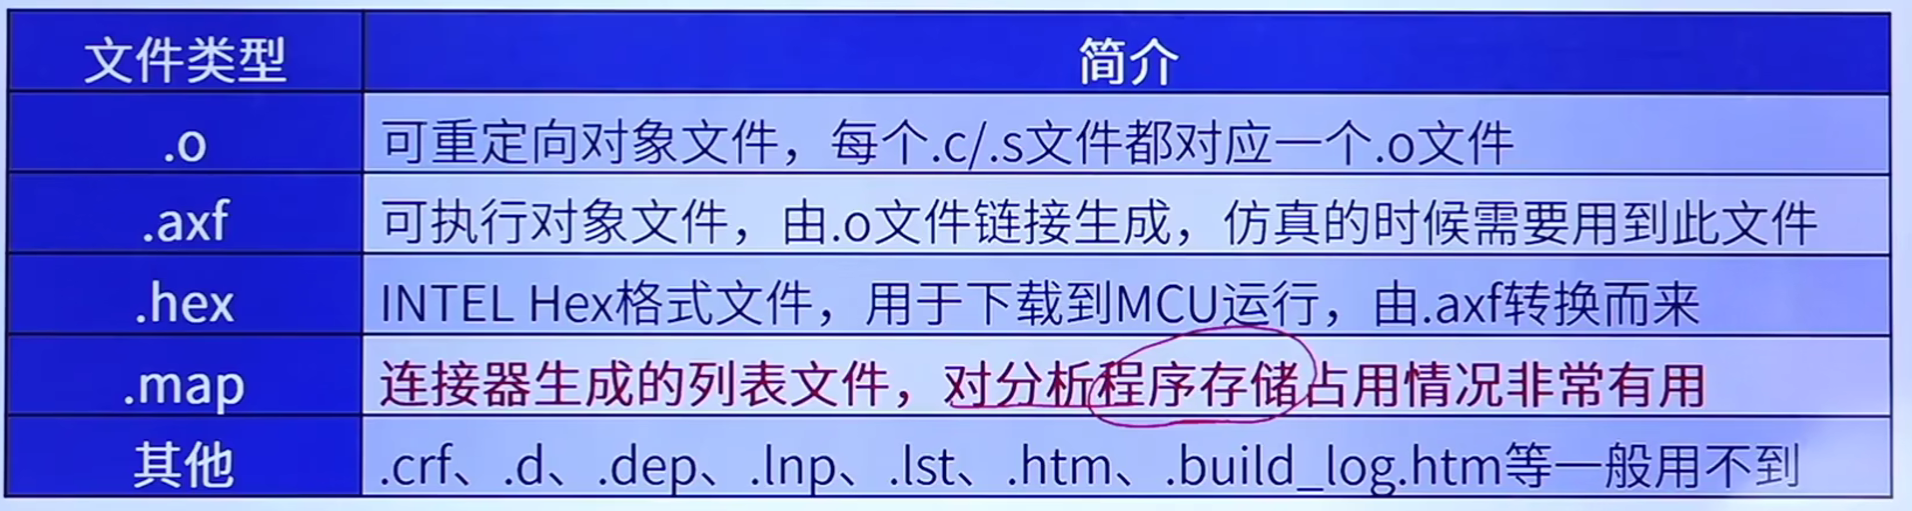 文件类型 简介
.o 可重定向对象文件，每个.c/.s文件都对应一个.o文件
.axf 可执行对象文件，由.o文件链接生成，仿真的时候需要用到此文件
.hex INTEL Hex格式文件，用于下载到MCU运行，由.axf转换而来
.map 连接器生成的列表文件，对分析程序存储占用情况非常有用
其他 .crf、.d、.dep、.lnp、.lst、.htm、.build_log.htm等一般用不到